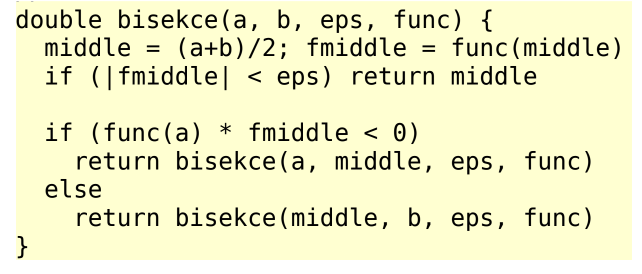 double bisekce(a, b, eps, func) {
  middle = (a+b)/2; fmiddle = func(middle)
  if (|fmiddle| < eps) return middle

  if (func(a) * fmiddle < 0)
    return bisekce(a, middle, eps, func)
  else
    return bisekce(middle, b, eps, func)
}